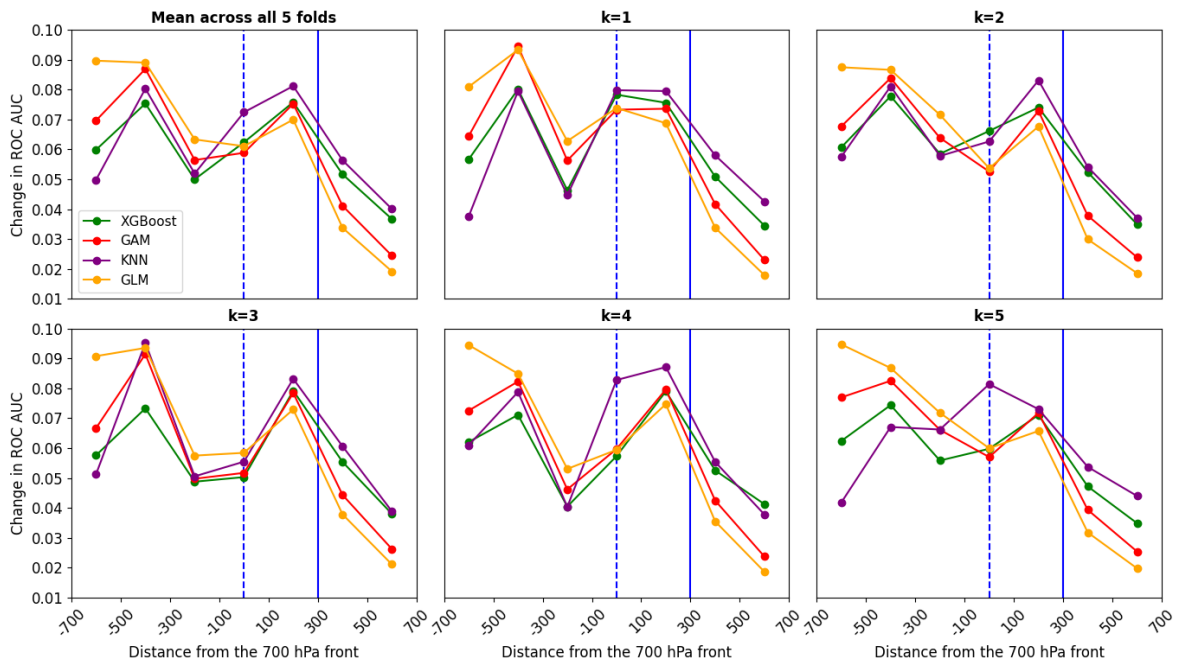 Mean across all 5 folds
k=1
k=2
0.10
0.09
0.08
0.07
0.06
0.05
0.04
0.03
0.02
0.01
Change in ROC AUC
XGBoost
GAM
KNN
GLM
k=3
k=4
k=5
0.10
0.09
0.08
0.07
0.06
0.05
0.04
0.03
0.02
0.01
Change in ROC AUC
-700 -500 -300 -100 100 300 500 700
-700 -500 -300 -100 100 300 500 700
-700 -500 -300 -100 100 300 500 700
Distance from the 700 hPa front
Distance from the 700 hPa front
Distance from the 700 hPa front